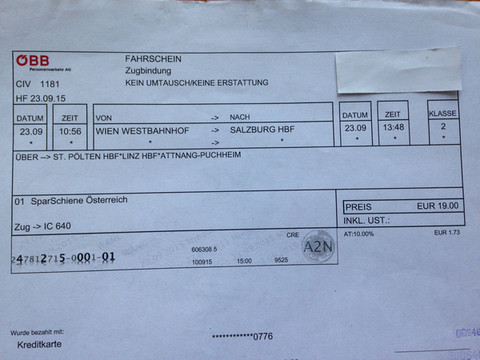 ÖBB FAHRSCHEIN
Personenverkehr AG Zugbindung
CIV 1181 KEIN UMTAUSCH/KEINE ERSTATTUNG
HF 23.09.15
DATUM ZEIT VON -> NACH DATUM ZEIT KLASSE
23.09 10:56 WIEN WESTBAHNHOF -> SALZBURG HBF 23.09 13:48 2
* * * * * * *
ÜBER --> ST. PÖLTEN HBF*LINZ HBF*ATTNANG-PUCHHEIM
01 SparSchiene Österreich
PREIS EUR 19.00
INKL. UST.:
Zug -> IC 640
AT:10.00% EUR 1.73
CRE A2N
606308.5
247812715-0001-01
100915 15:00 9525
Wurde bezahlt mit:
Kreditkarte
************0776